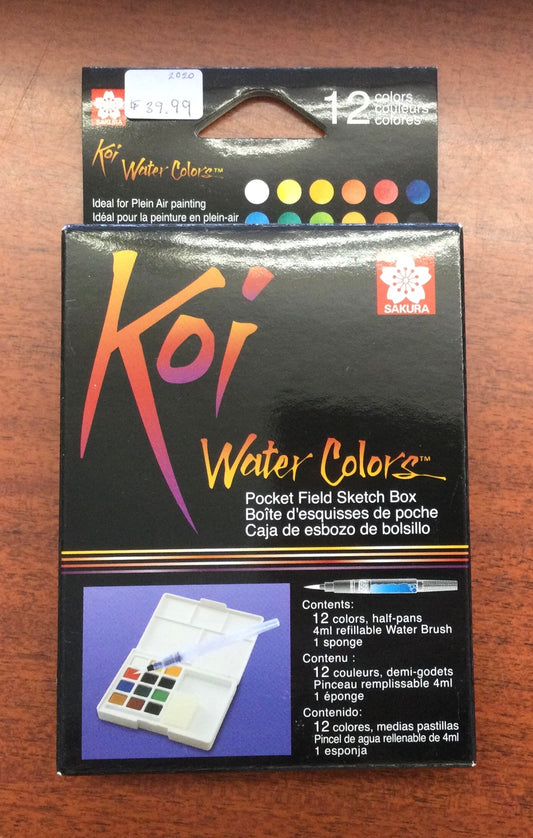 2020
39.99
SAKURA
12 colors
couleurs
colores
Koi Water Colors™
Ideal for Plein Air painting
Idéal pour la peinture en plein-air
Koi
SAKURA
Water Colors™
Pocket Field Sketch Box
Boîte d'esquisses de poche
Caja de esbozo de bolsillo
Contents:
12 colors, half-pans
4ml refillable Water Brush
1 sponge
Contenu :
12 couleurs, demi-godets
Pinceau remplissable 4ml
1 éponge
Contenido:
12 colores, medias pastillas
Pincel de agua rellenable de 4ml
1 esponja